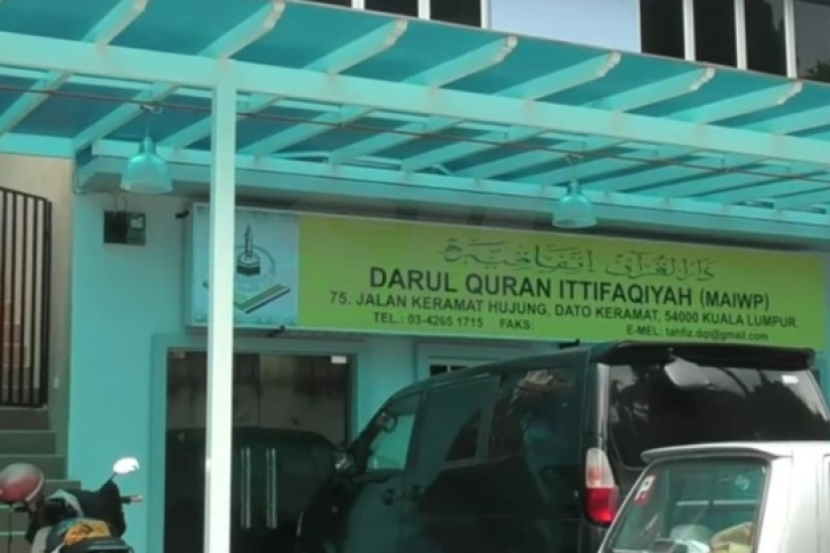 دار القرآن إتفاقية
DARUL QURAN ITTIFAQIYAH (MAIWP)
75. JALAN KERAMAT HUJUNG, DATO KERAMAT, 54000 KUALA LUMPUR.
TEL.: 03-4265 1715 FAKS: E-MEL: tahfiz.dqi@gmail.com